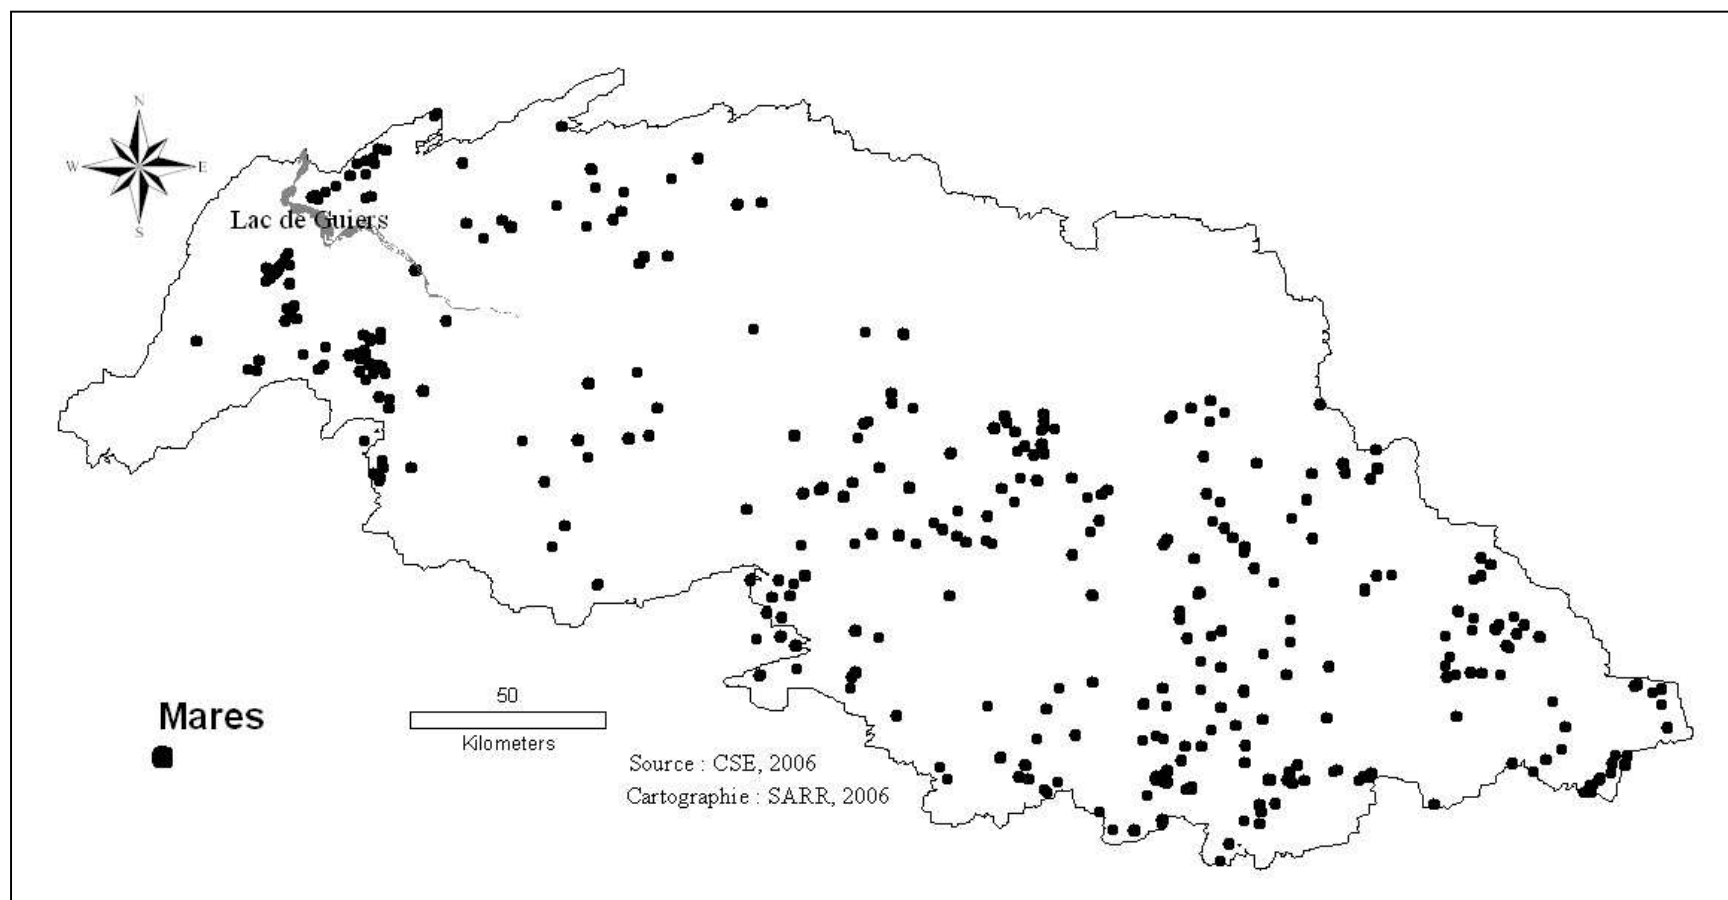 N
W
E
S
Lac de Guiers
Mares
50
Kilometers
Source : CSE, 2006
Cartographie : SARR, 2006